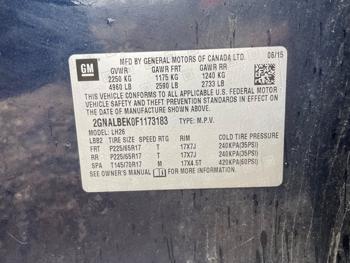 GM
MFD BY GENERAL MOTORS OF CANADA LTD. 06/15
GVWR GAWR FRT GAWR RR
2250 KG 1175 KG 1240 KG
4960 LB 2590 LB 2733 LB
THIS VEHICLE CONFORMS TO ALL APPLICABLE U.S. FEDERAL MOTOR
VEHICLE SAFETY, BUMPER, AND THEFT PREVENTION STANDARDS
IN EFFECT ON THE DATE OF MANUFACTURE SHOWN ABOVE.
2GNALBEK0F1173183 TYPE: M.P.V.
MODEL: LH26
LBB2 TIRE SIZE SPEED RTG RIM COLD TIRE PRESSURE
FRT P225/65R17 T 17X7J 240KPA(35PSI)
RR P225/65R17 T 17X7J 240KPA(35PSI)
SPA T145/70R17 M 17X4.5T 420KPA(60PSI)
SEE OWNER'S MANUAL i FOR MORE INFORMATION.